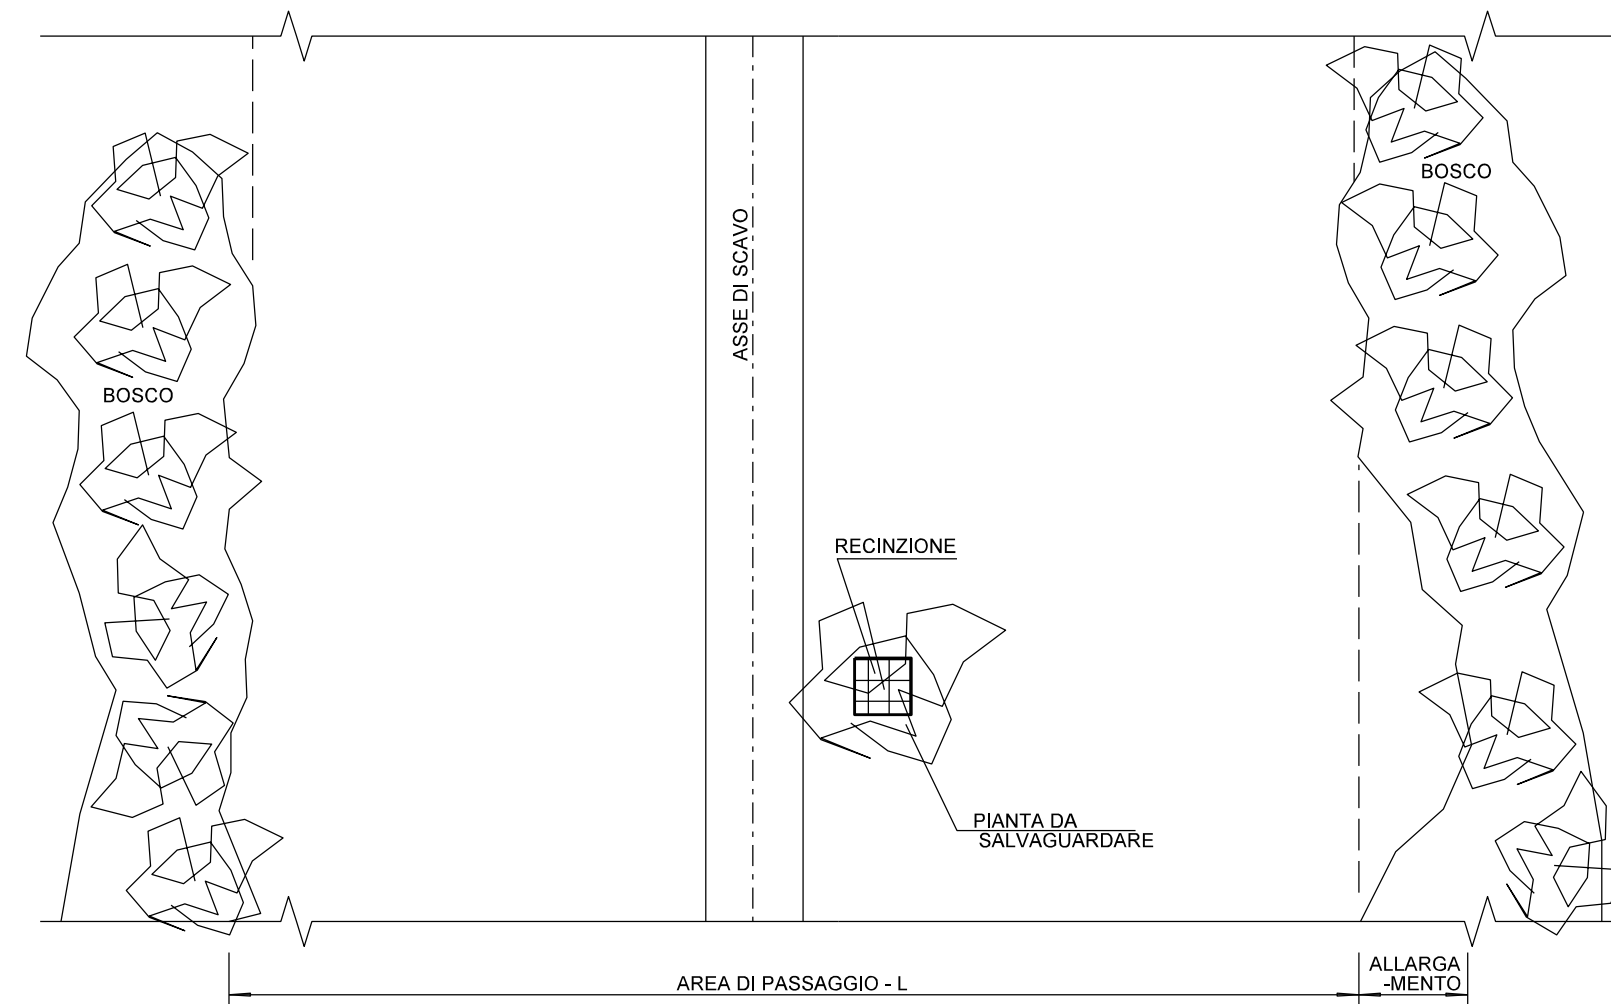 BOSCO
ASSE DI SCAVO
BOSCO
RECINZIONE
PIANTA DA
SALVAGUARDARE
AREA DI PASSAGGIO - L
ALLARGA
-MENTO